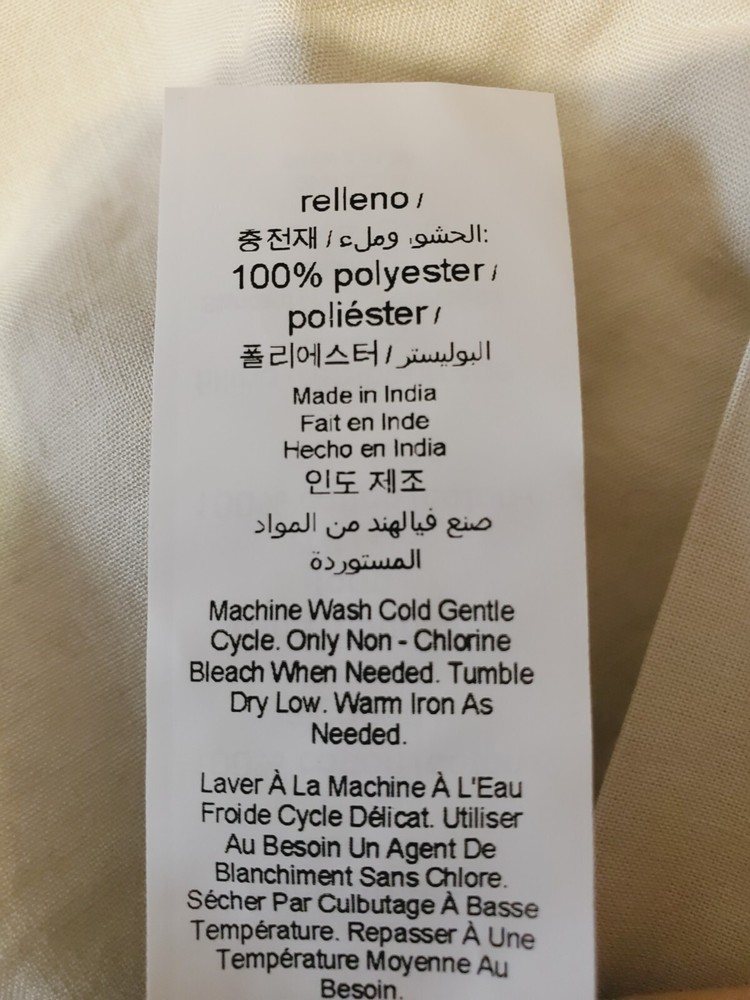 relleno /
충전재 / الحشو، وملء:
100% polyester /
poliéster /
폴리에스터 / البوليستر
Made in India
Fait en Inde
Hecho en India
인도 제조
صنع فيالهند من المواد
المستوردة
Machine Wash Cold Gentle
Cycle. Only Non - Chlorine
Bleach When Needed. Tumble
Dry Low. Warm Iron As
Needed.
Laver À La Machine À L'Eau
Froide Cycle Délicat. Utiliser
Au Besoin Un Agent De
Blanchiment Sans Chlore.
Sécher Par Culbutage À Basse
Température. Repasser À Une
Température Moyenne Au
Besoin.